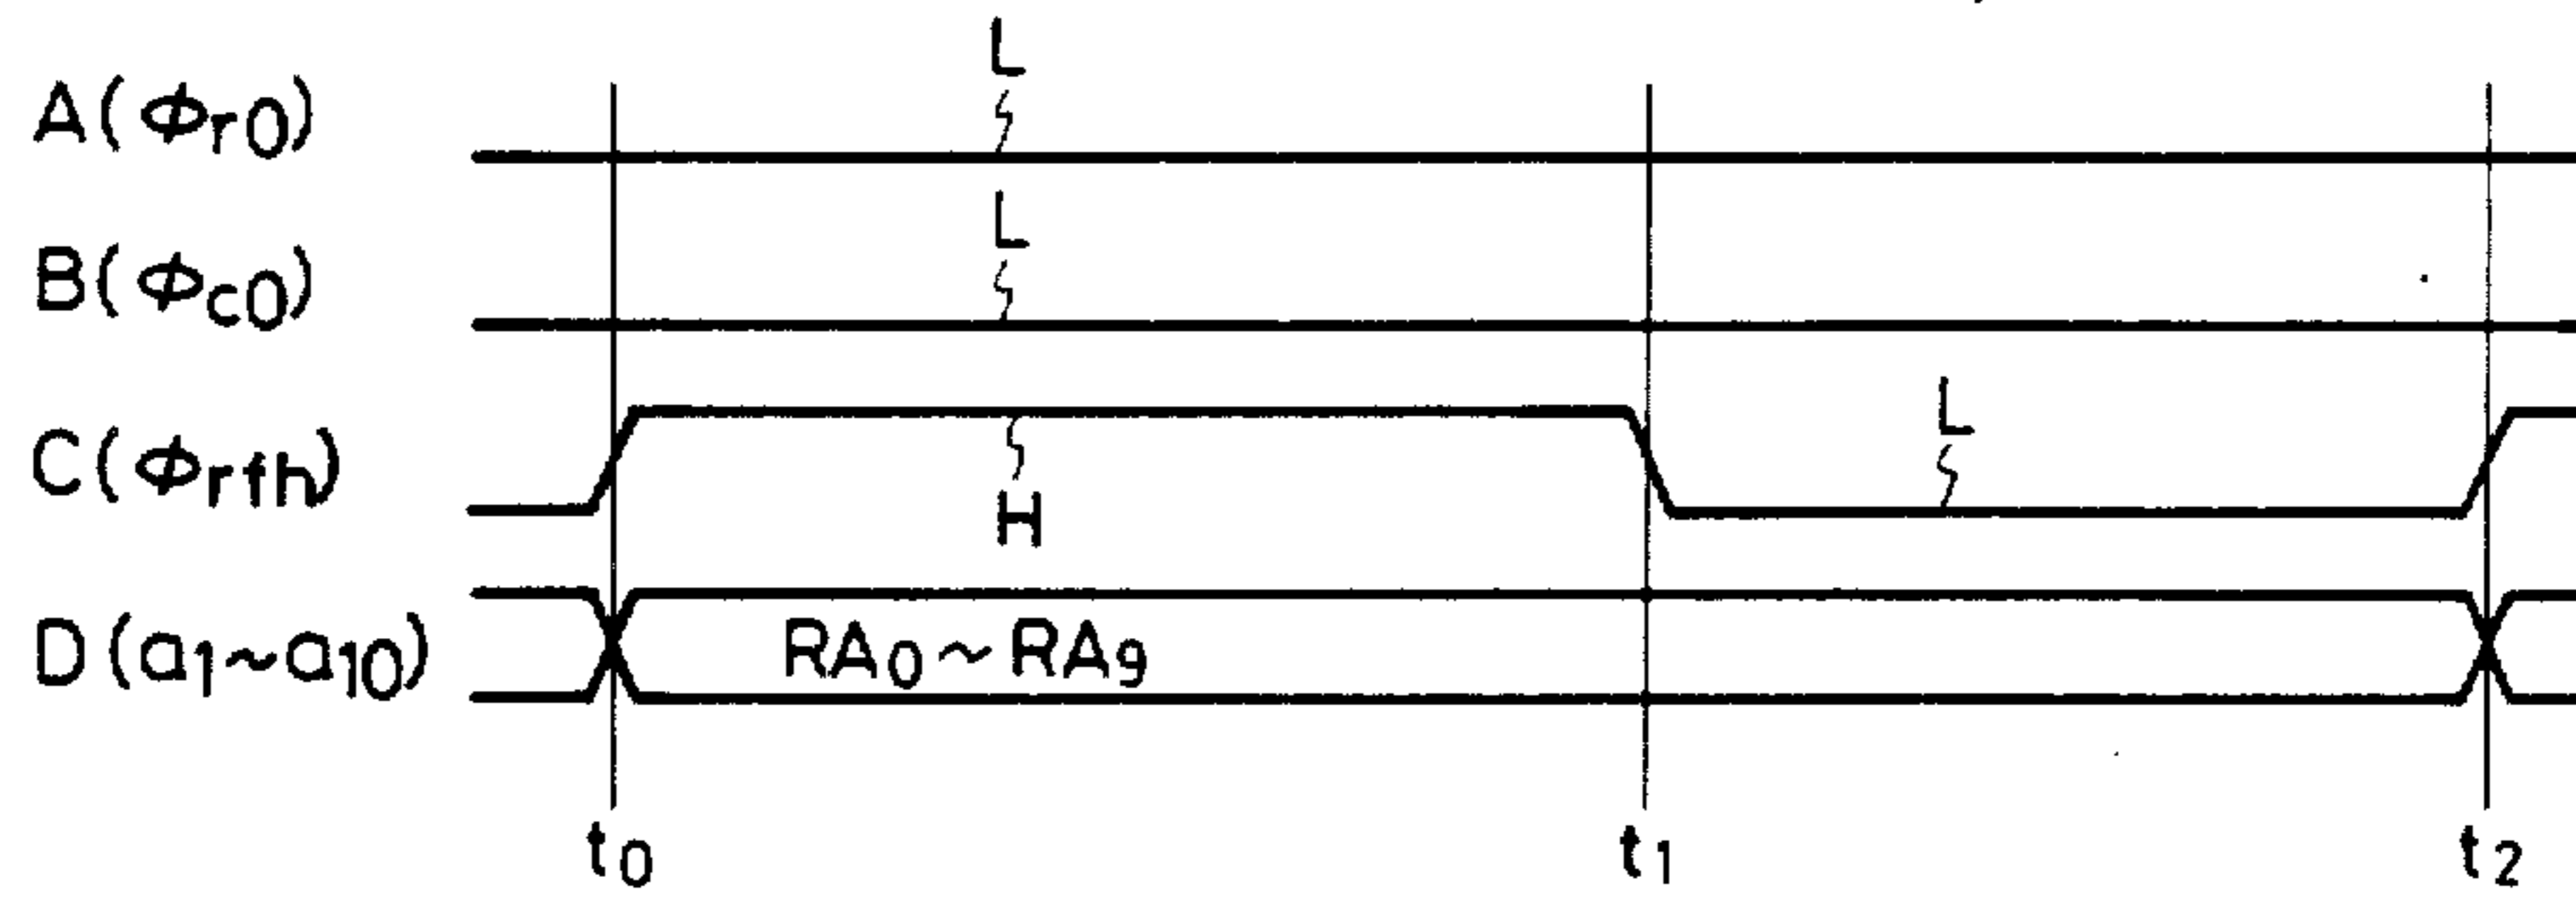 L
A(ϕr0)
L
B(ϕc0)
L
C(ϕrfh)
H
D(a1~a10) RA0~RA9
t0 t1 t2